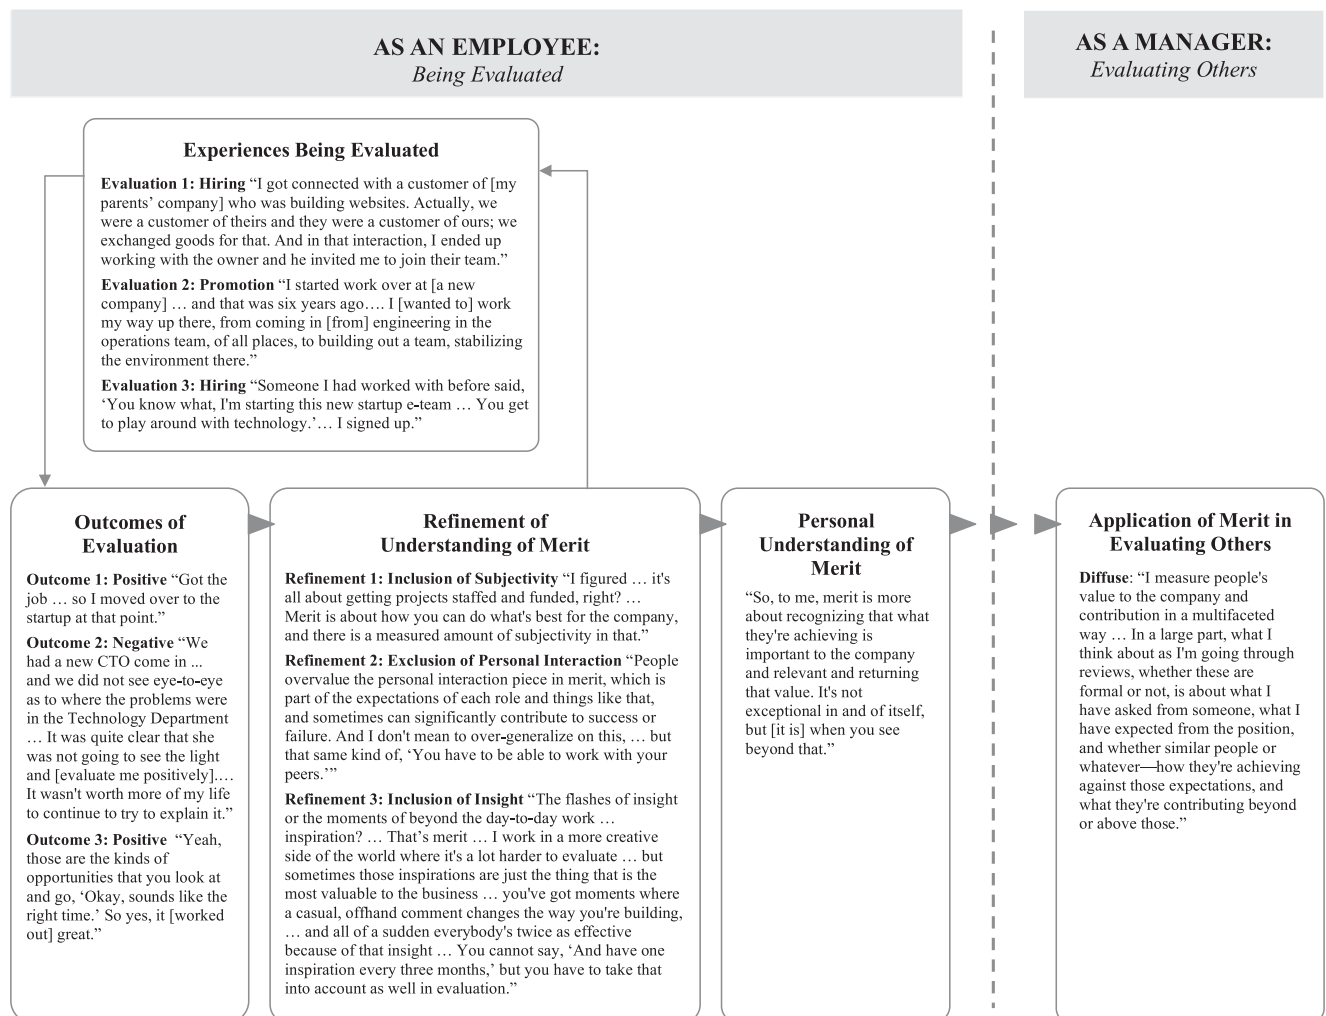 AS AN EMPLOYEE:
Being Evaluated
AS A MANAGER:
Evaluating Others
Experiences Being Evaluated
Evaluation 1: Hiring “I got connected with a customer of [my
parents’ company] who was building websites. Actually, we
were a customer of theirs and they were a customer of ours; we
exchanged goods for that. And in that interaction, I ended up
working with the owner and he invited me to join their team.”
Evaluation 2: Promotion “I started work over at [a new
company] … and that was six years ago…. I [wanted to] work
my way up there, from coming in [from] engineering in the
operations team, of all places, to building out a team, stabilizing
the environment there.”
Evaluation 3: Hiring “Someone I had worked with before said,
‘You know what, I'm starting this new startup e-team … You get
to play around with technology.’… I signed up.”
Outcomes of
Evaluation
Outcome 1: Positive “Got the
job … so I moved over to the
startup at that point.”
Outcome 2: Negative “We
had a new CTO come in ...
and we did not see eye-to-eye
as to where the problems were
in the Technology Department
… It was quite clear that she
was not going to see the light
and [evaluate me positively].…
It wasn't worth more of my life
to continue to try to explain it.”
Outcome 3: Positive “Yeah,
those are the kinds of
opportunities that you look at
and go, ‘Okay, sounds like the
right time.’ So yes, it [worked
out] great.”
Refinement of
Understanding of Merit
Refinement 1: Inclusion of Subjectivity “I figured … it's
all about getting projects staffed and funded, right? …
Merit is about how you can do what's best for the company,
and there is a measured amount of subjectivity in that.”
Refinement 2: Exclusion of Personal Interaction “People
overvalue the personal interaction piece in merit, which is
part of the expectations of each role and things like that,
and sometimes can significantly contribute to success or
failure. And I don't mean to over-generalize on this, … but
that same kind of, ‘You have to be able to work with your
peers.’”
Refinement 3: Inclusion of Insight “The flashes of insight
or the moments of beyond the day-to-day work …
inspiration? … That’s merit … I work in a more creative
side of the world where it's a lot harder to evaluate … but
sometimes those inspirations are just the thing that is the
most valuable to the business … you've got moments where
a casual, offhand comment changes the way you're building,
… and all of a sudden everybody's twice as effective
because of that insight … You cannot say, ‘And have one
inspiration every three months,’ but you have to take that
into account as well in evaluation.”
Personal
Understanding of
Merit
“So, to me, merit is more
about recognizing that what
they're achieving is
important to the company
and relevant and returning
that value. It's not
exceptional in and of itself,
but [it is] when you see
beyond that.”
Application of Merit in
Evaluating Others
Diffuse: “I measure people's
value to the company and
contribution in a multifaceted
way … In a large part, what I
think about as I'm going through
reviews, whether these are
formal or not, is about what I
have asked from someone, what I
have expected from the position,
and whether similar people or
whatever—how they're achieving
against those expectations, and
what they're contributing beyond
or above those.”